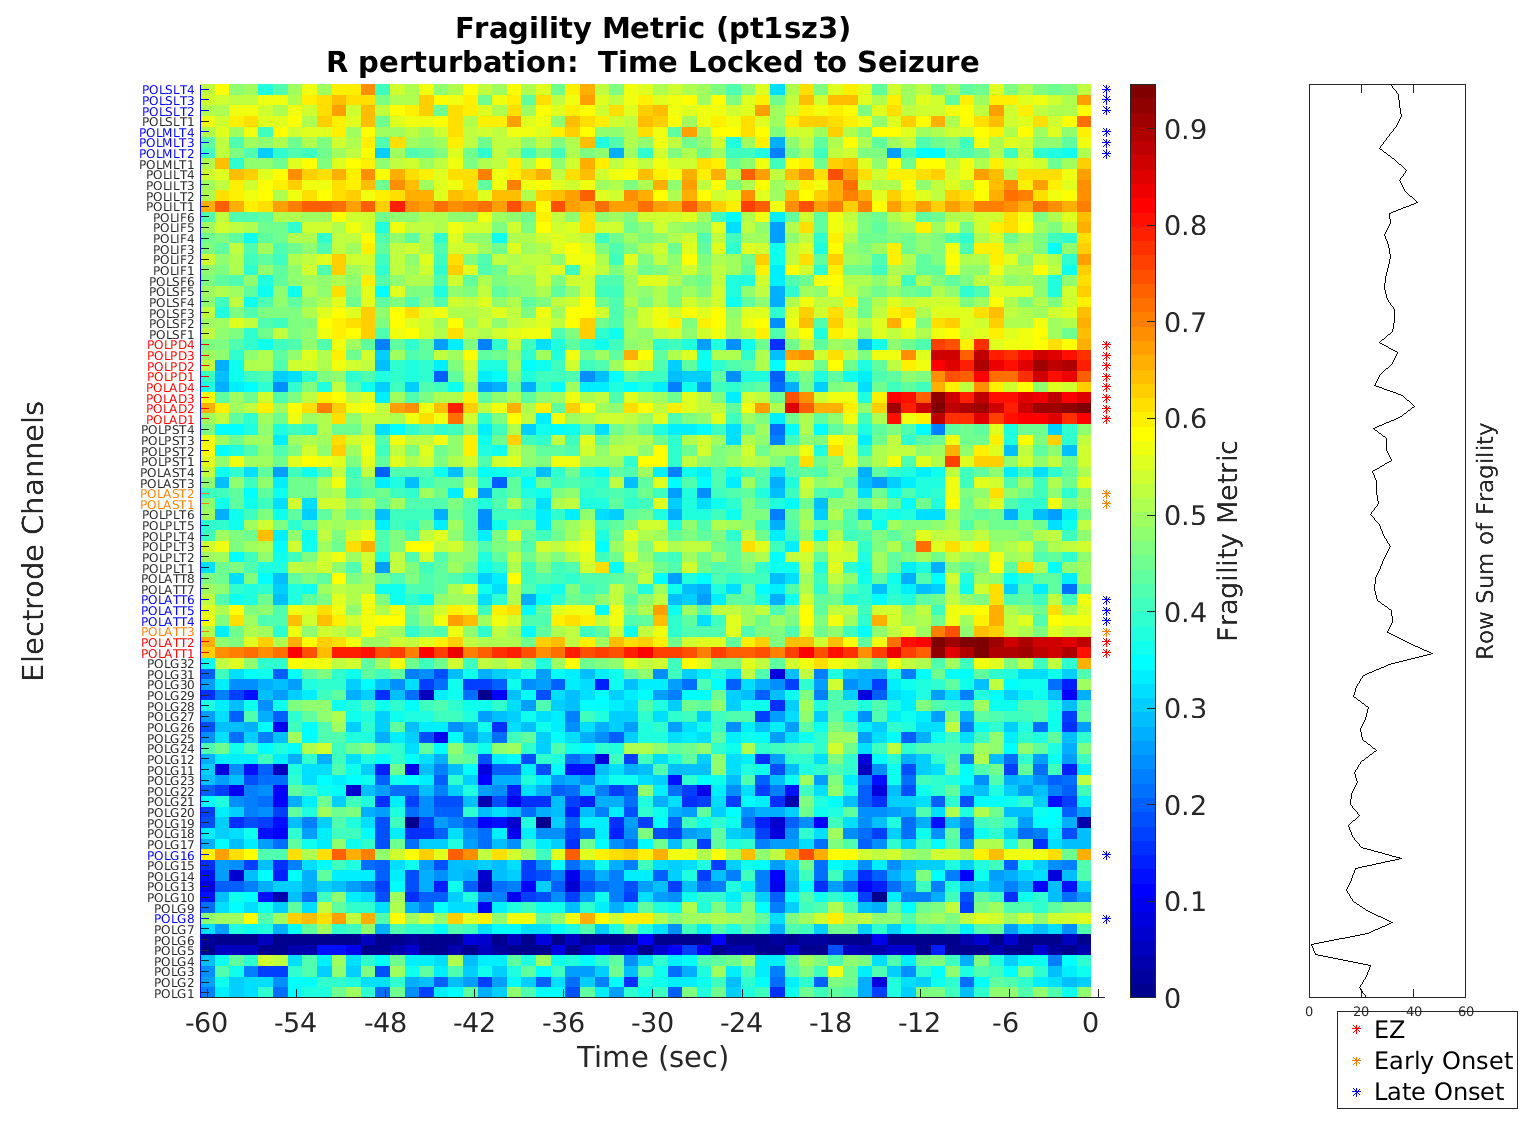 Fragility Metric (pt1sz3)
R perturbation:  Time Locked to Seizure
Electrode Channels
POLSLT4
POLSLT3
POLSLT2
POLSLT1
POLMLT4
POLMLT3
POLMLT2
POLMLT1
POLILT4
POLILT3
POLILT2
POLILT1
POLIF6
POLIF5
POLIF4
POLIF3
POLIF2
POLIF1
POLSF6
POLSF5
POLSF4
POLSF3
POLSF2
POLSF1
POLPD4
POLPD3
POLPD2
POLPD1
POLAD4
POLAD3
POLAD2
POLAD1
POLPST4
POLPST3
POLPST2
POLPST1
POLAST4
POLAST3
POLAST2
POLAST1
POLPLT6
POLPLT5
POLPLT4
POLPLT3
POLPLT2
POLPLT1
POLATT8
POLATT7
POLATT6
POLATT5
POLATT4
POLATT3
POLATT2
POLATT1
POLG32
POLG31
POLG30
POLG29
POLG28
POLG27
POLG26
POLG25
POLG24
POLG12
POLG11
POLG23
POLG22
POLG21
POLG20
POLG19
POLG18
POLG17
POLG16
POLG15
POLG14
POLG13
POLG10
POLG9
POLG8
POLG7
POLG6
POLG5
POLG4
POLG3
POLG2
POLG1
-60 -54 -48 -42 -36 -30 -24 -18 -12 -6 0
Time (sec)
0.9
0.8
0.7
0.6
0.5
0.4
0.3
0.2
0.1
0
Fragility Metric
0 20 40 60
Row Sum of Fragility
EZ
Early Onset
Late Onset